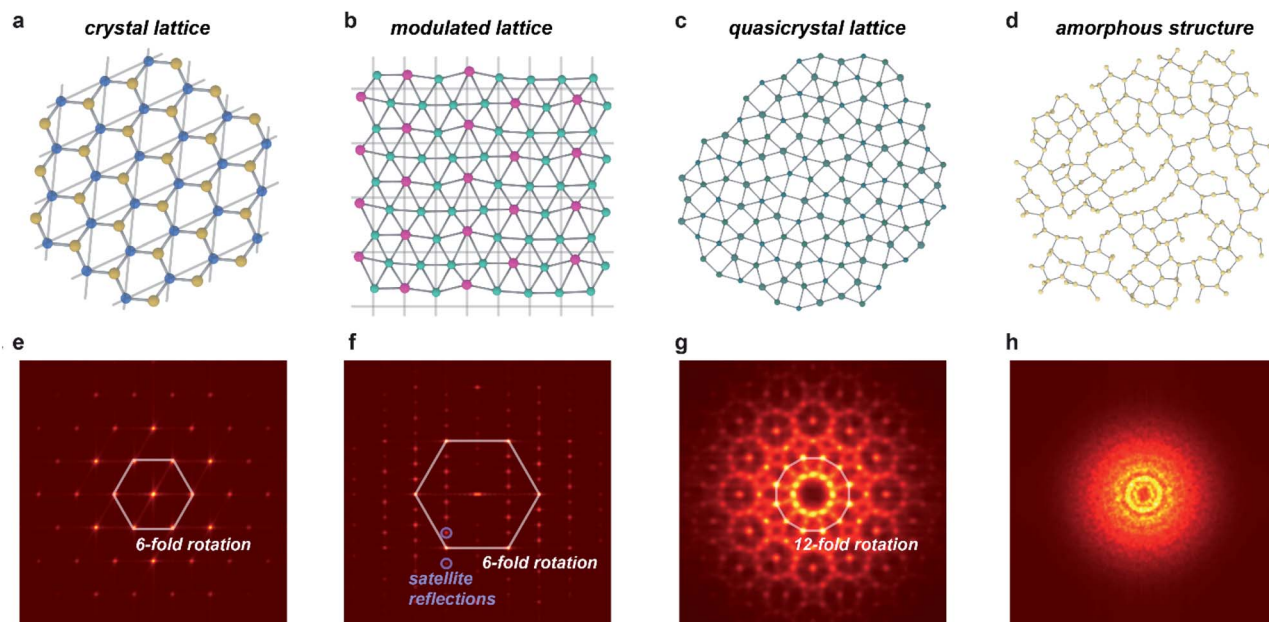 a
crystal lattice
b
modulated lattice
c
quasicrystal lattice
d
amorphous structure
e
6-fold rotation
f
6-fold rotation
satellite
reflections
g
12-fold rotation
h